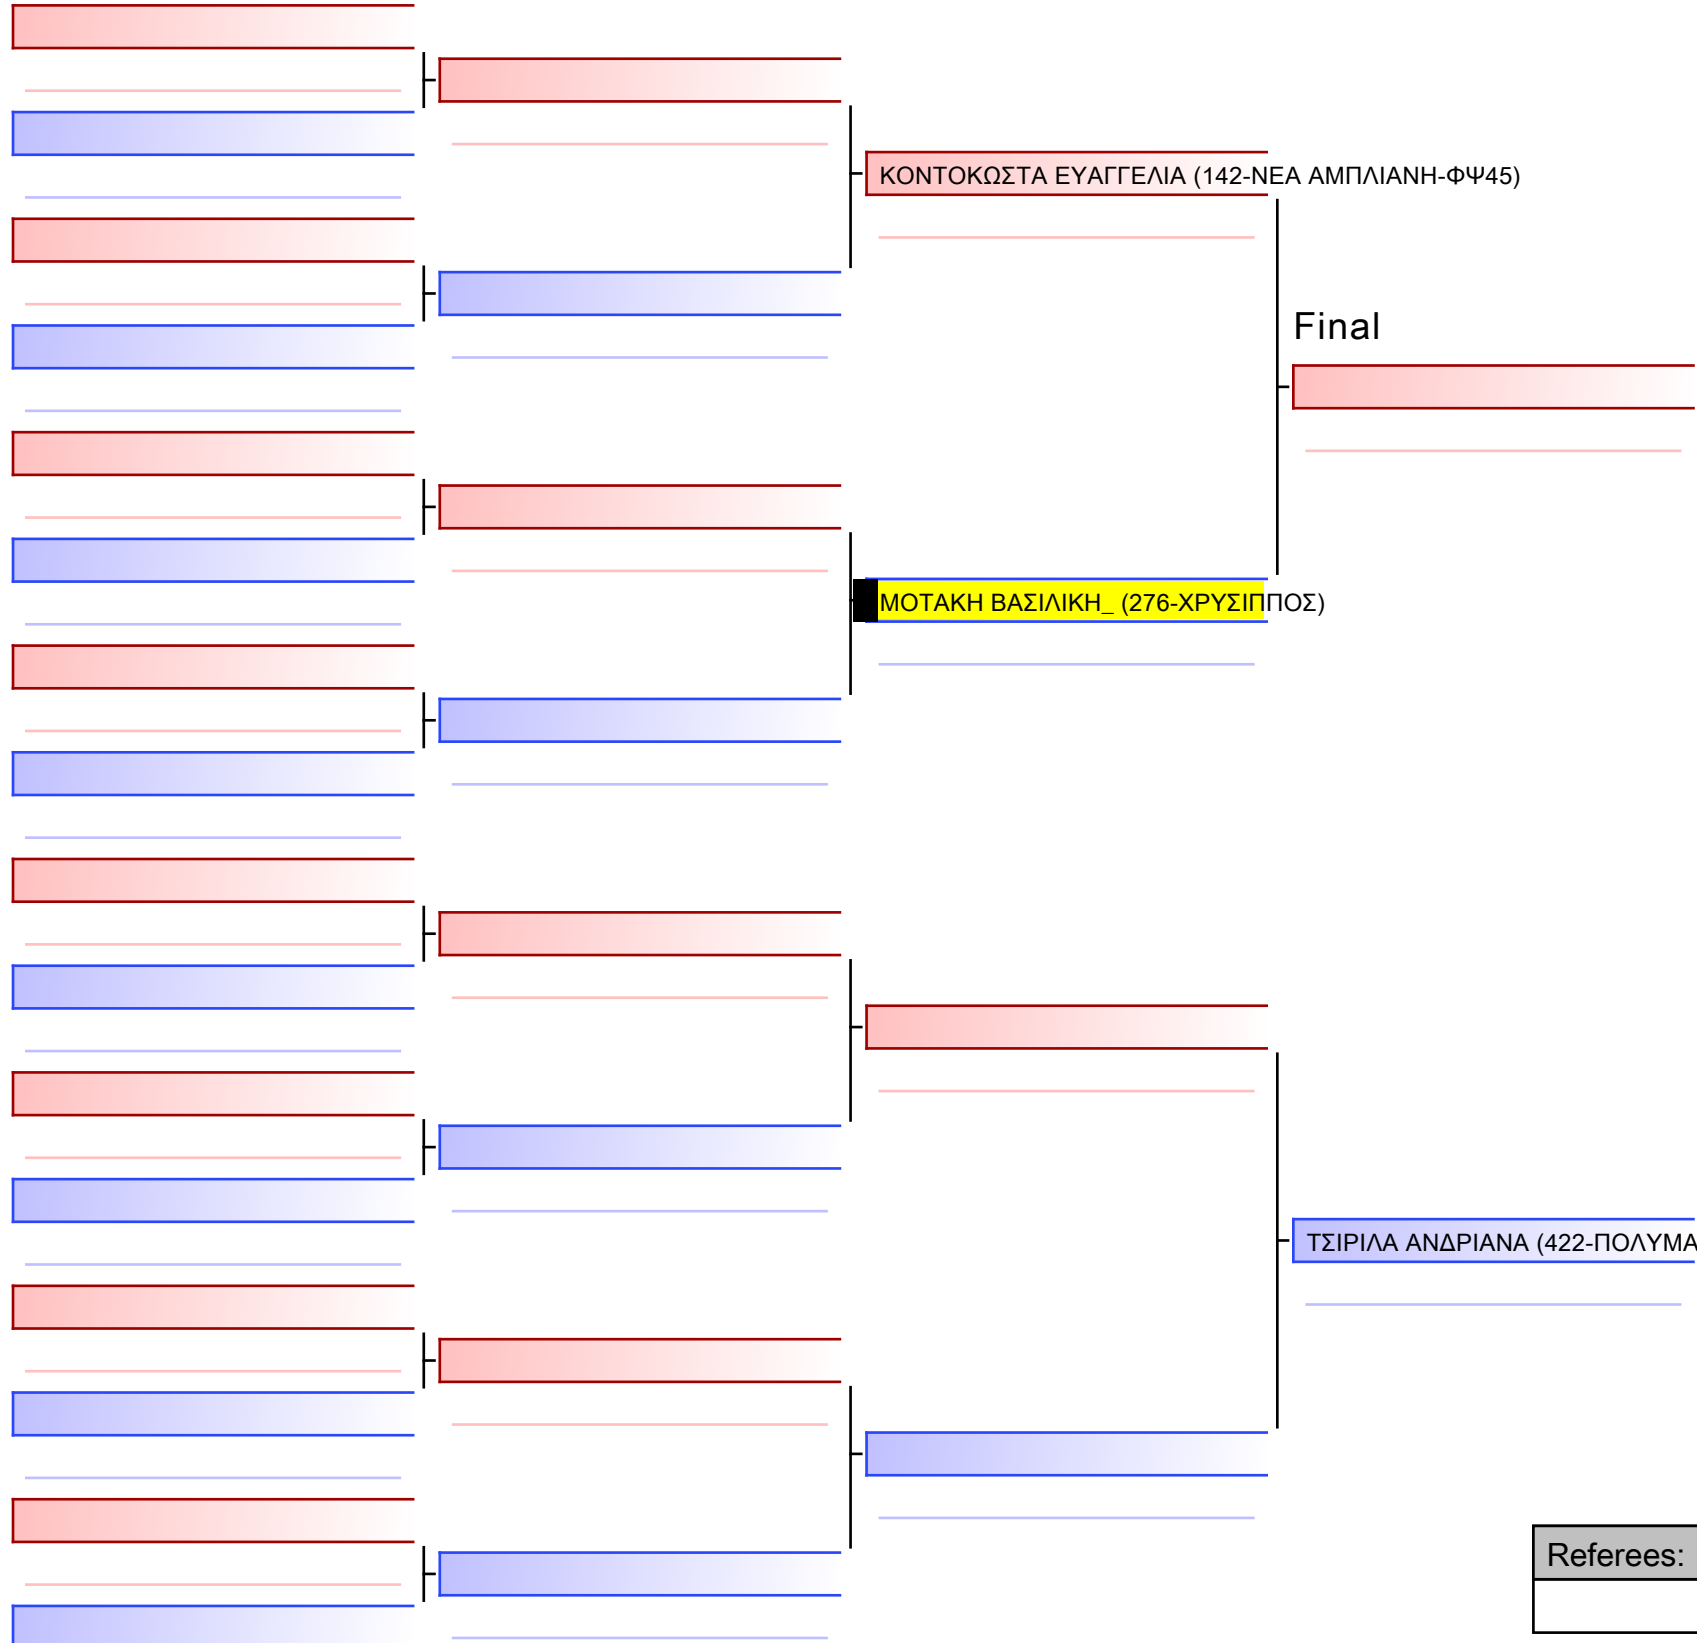 ΚΟΝΤΟΚΩΣΤΑ ΕΥΑΓΓΕΛΙΑ (142-ΝΕΑ ΑΜΠΛΙΑΝΗ-ΦΨ45)
Final
ΜΟΤΑΚΗ ΒΑΣΙΛΙΚΗ_ (276-ΧΡΥΣΙΠΠΟΣ)
ΤΣΙΡΙΛΑ ΑΝΔΡΙΑΝΑ (422-ΠΟΛΥΜΑ
Referees: